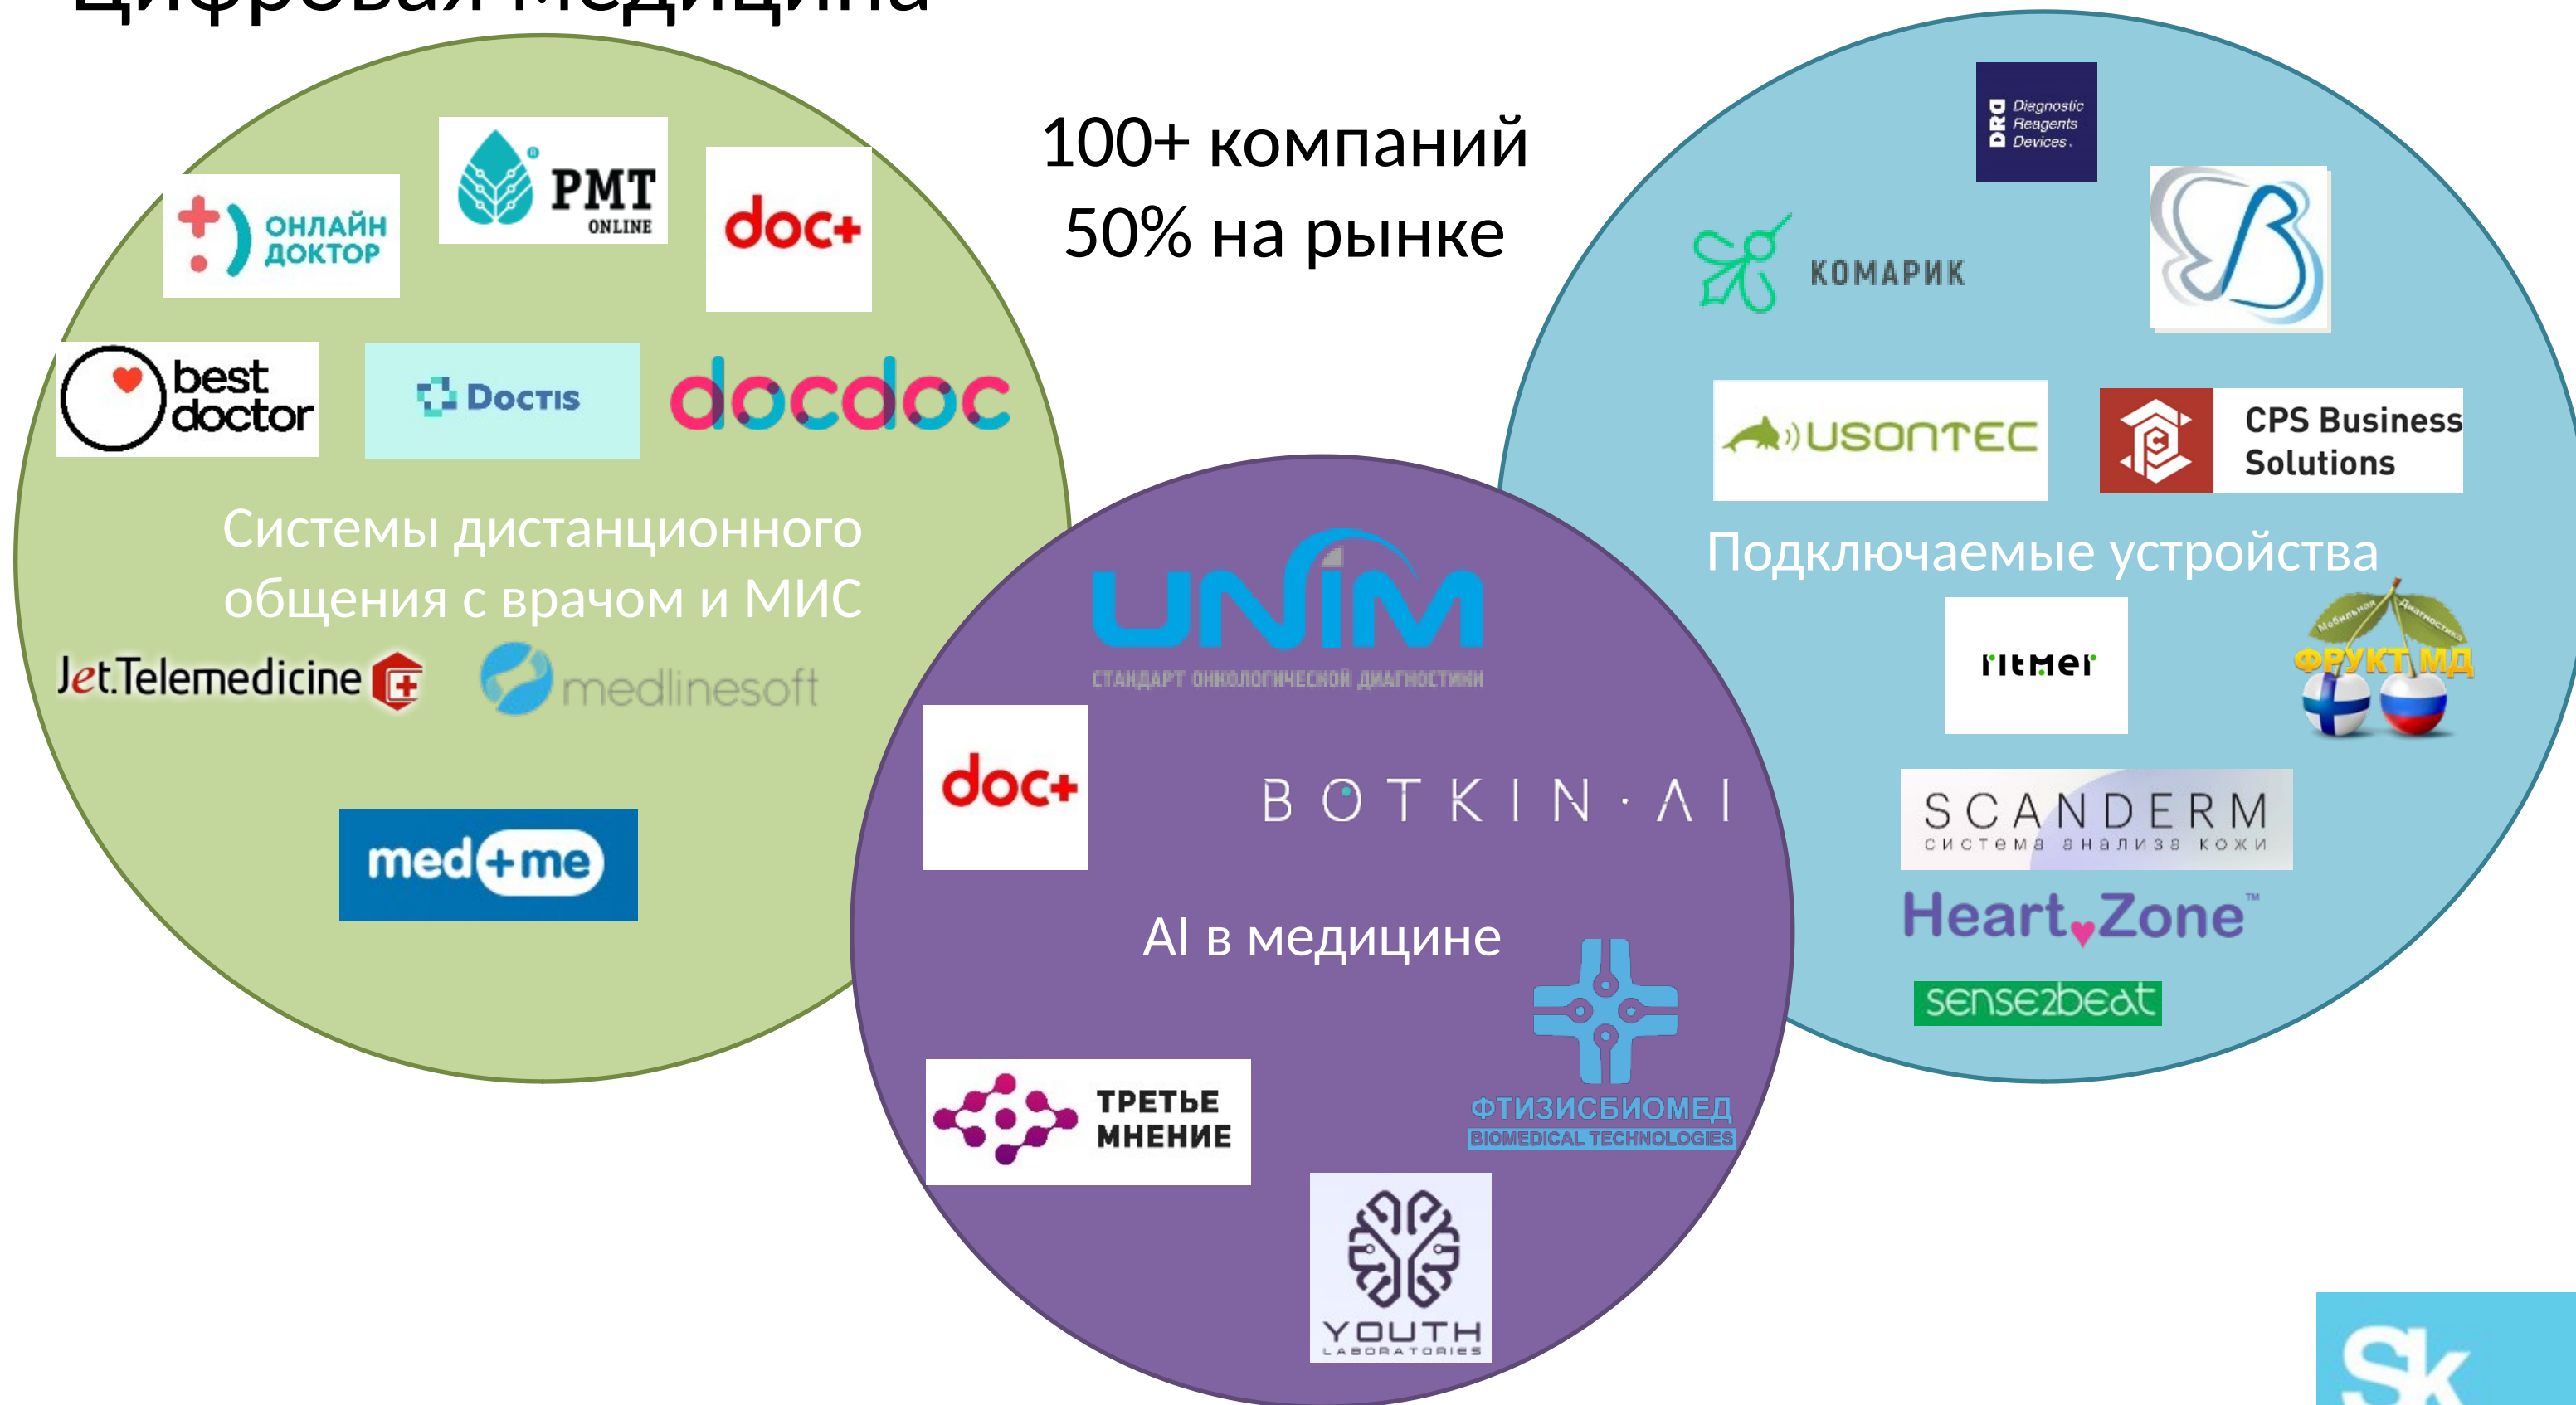 Цифровая медицина
100+ компаний
50% на рынке
ОНЛАЙН
ДОКТОР
PMT
ONLINE
doc+
best
doctor
Doctis
docdoc
Системы дистанционного
общения с врачом и МИС
Jet.Telemedicine
medlinesoft
med+me
UNIM
СТАНДАРТ ОНКОЛОГИЧЕСКОЙ ДИАГНОСТИКИ
doc+
BOTKIN·AI
AI в медицине
ТРЕТЬЕ
МНЕНИЕ
ФТИЗИСБИОМЕД
BIOMEDICAL TECHNOLOGIES
YOUTH
LABORATORIES
DRD Diagnostic
Reagents
Devices.
КОМАРИК
B
USONTEC
CPS Business
Solutions
Подключаемые устройства
ritmer
Мобильная Диагностика
ФРУКТ МД
SCANDERM
система анализа кожи
Heart Zone™
sense2beat
Sk